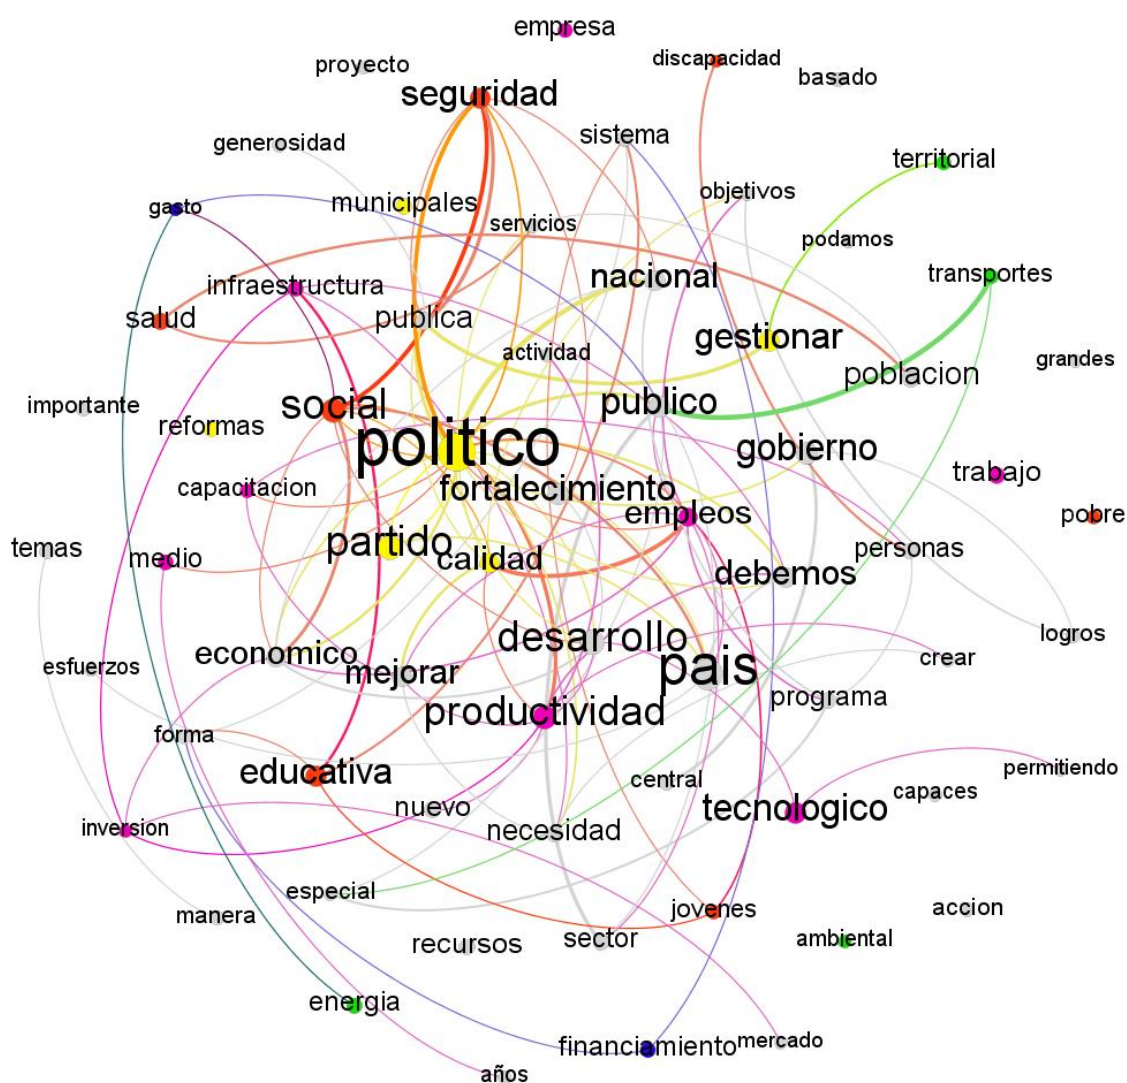 empresa
discapacidad
proyecto
basado
seguridad
sistema
generosidad
territorial
objetivos
municipales
gasto
servicios
podamos
nacional
transportes
infraestructura
salud
publica
gestionar
actividad
grandes
poblacion
social
publico
importante
reformas
politico
gobierno
trabajo
capacitacion
fortalecimiento
empleos
pobre
partido
temas
medio
calidad
personas
debemos
desarrollo
logros
economico
pais
crear
esfuerzos
mejorar
programa
productividad
forma
educativa
central
permitiendo
nuevo
tecnologico
capaces
inversion
necesidad
especial
jovenes
accion
manera
recursos
sector
ambiental
energia
financiamiento
mercado
años